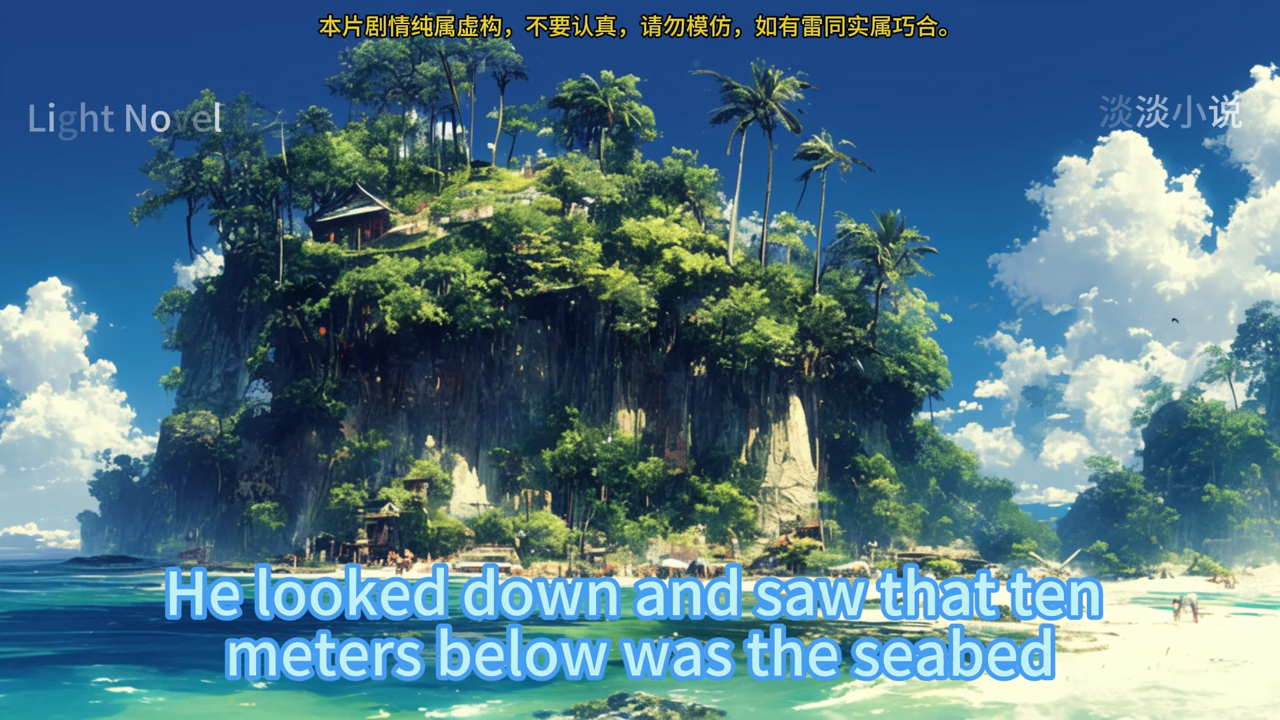 本片剧情纯属虚构，不要认真，请勿模仿，如有雷同实属巧合。
Light Novel
淡淡小说
He looked down and saw that ten
meters below was the seabed